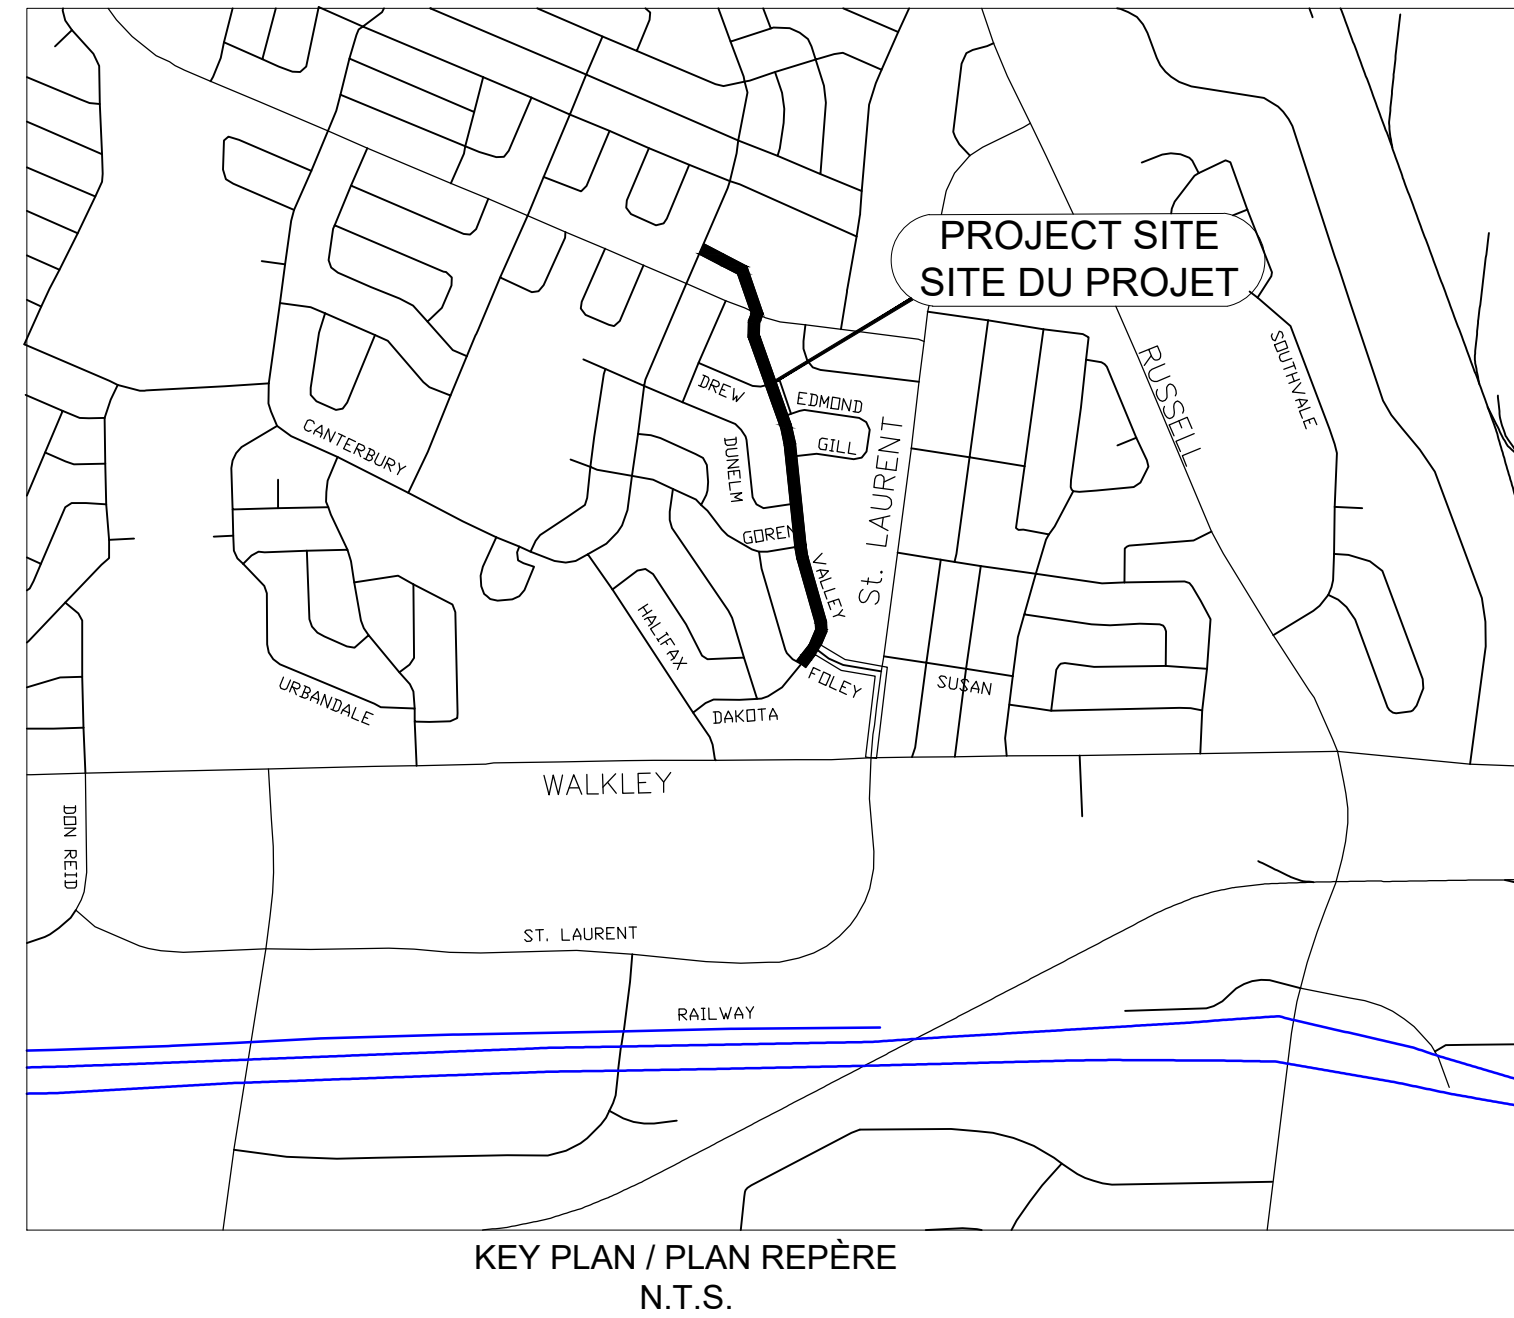 PROJECT SITE
SITE DU PROJET
RUSSELL
SOUTHVALE
DREW
EDMOND
GILL
CANTERBURY
DUNELM
St. LAURENT
GOREN
VALLEY
HALIFAX
FOLEY
SUSAN
URBANDALE
DAKOTA
WALKLEY
DON REID
ST. LAURENT
RAILWAY
KEY PLAN / PLAN REPÈRE
N.T.S.